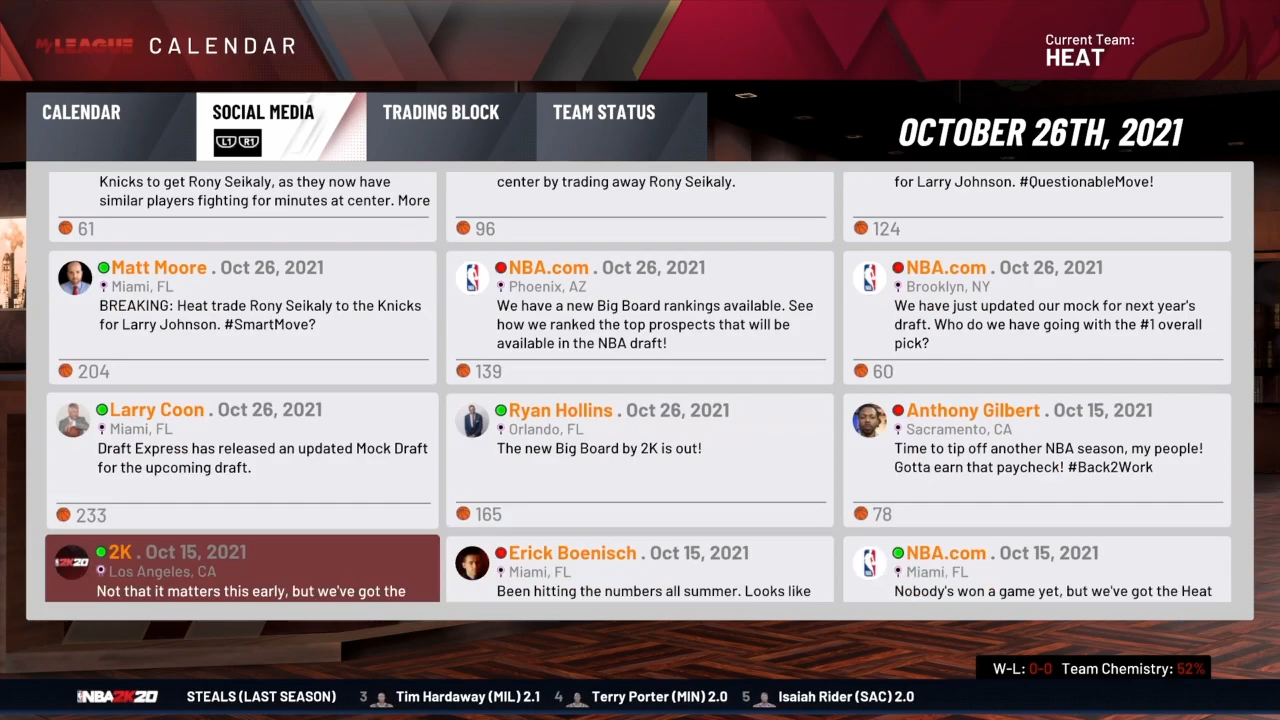 MyLEAGUE CALENDAR
Current Team:
HEAT
CALENDAR
SOCIAL MEDIA
L1 R1
TRADING BLOCK
TEAM STATUS
OCTOBER 26TH, 2021
Knicks to get Rony Seikaly, as they now have
similar players fighting for minutes at center. More
61
center by trading away Rony Seikaly.
96
for Larry Johnson. #QuestionableMove!
124
Matt Moore . Oct 26, 2021
Miami, FL
BREAKING: Heat trade Rony Seikaly to the Knicks
for Larry Johnson. #SmartMove?
204
NBA.com . Oct 26, 2021
Phoenix, AZ
We have a new Big Board rankings available. See
how we ranked the top prospects that will be
available in the NBA draft!
139
NBA.com . Oct 26, 2021
Brooklyn, NY
We have just updated our mock for next year's
draft. Who do we have going with the #1 overall
pick?
60
Larry Coon . Oct 26, 2021
Miami, FL
Draft Express has released an updated Mock Draft
for the upcoming draft.
233
Ryan Hollins . Oct 26, 2021
Orlando, FL
The new Big Board by 2K is out!
165
Anthony Gilbert . Oct 15, 2021
Sacramento, CA
Time to tip off another NBA season, my people!
Gotta earn that paycheck! #Back2Work
78
2K20
2K . Oct 15, 2021
Los Angeles, CA
Not that it matters this early, but we've got the
Erick Boenisch . Oct 15, 2021
Miami, FL
Been hitting the numbers all summer. Looks like
NBA.com . Oct 15, 2021
Miami, FL
Nobody's won a game yet, but we've got the Heat
W-L: 0-0 Team Chemistry: 52%
NBA2K20 STEALS (LAST SEASON) 3 Tim Hardaway (MIL) 2.1 4 Terry Porter (MIN) 2.0 5 Isaiah Rider (SAC) 2.0